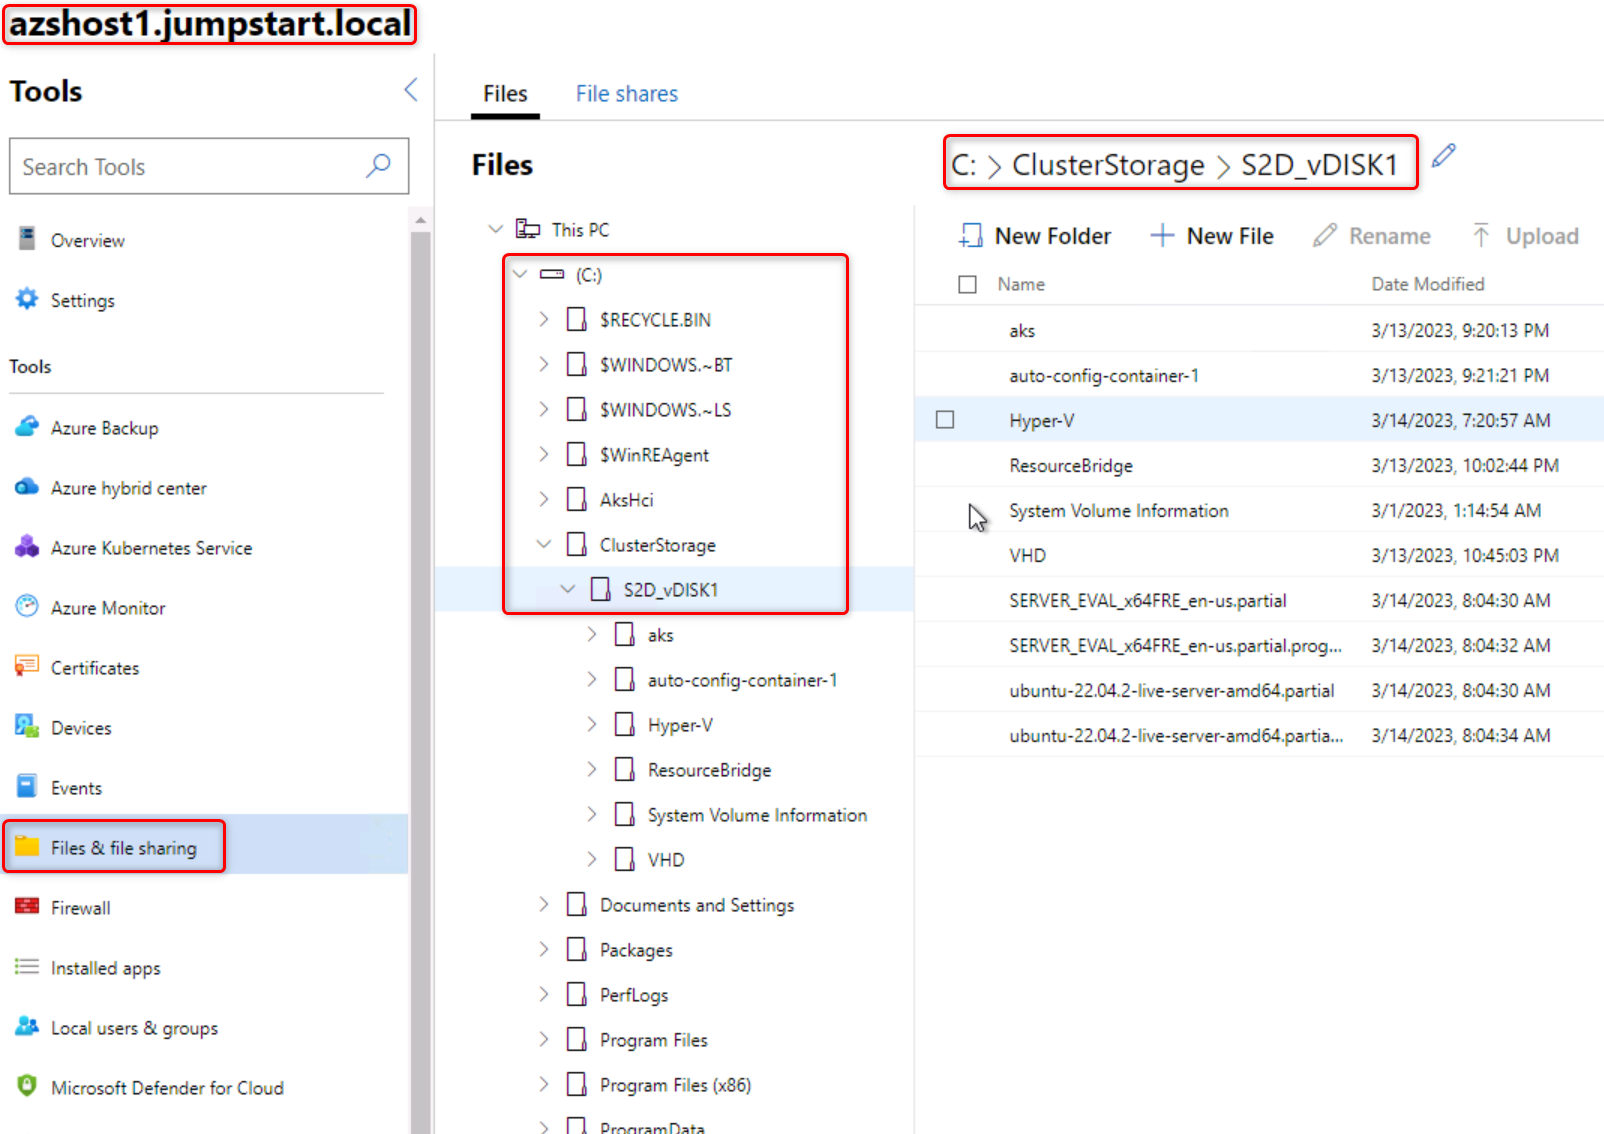 azshost1.jumpstart.local
Tools
Search Tools
Overview
Settings
Tools
Azure Backup
Azure hybrid center
Azure Kubernetes Service
Azure Monitor
Certificates
Devices
Events
Files & file sharing
Firewall
Installed apps
Local users & groups
Microsoft Defender for Cloud
Files File shares
Files
This PC
(C:)
$RECYCLE.BIN
$WINDOWS.~BT
$WINDOWS.~LS
$WinREAgent
AksHci
ClusterStorage
S2D_vDISK1
aks
auto-config-container-1
Hyper-V
ResourceBridge
System Volume Information
VHD
Documents and Settings
Packages
PerfLogs
Program Files
Program Files (x86)
ProgramData
C: > ClusterStorage > S2D_vDISK1
New Folder New File Rename Upload
Name Date Modified
aks 3/13/2023, 9:20:13 PM
auto-config-container-1 3/13/2023, 9:21:21 PM
Hyper-V 3/14/2023, 7:20:57 AM
ResourceBridge 3/13/2023, 10:02:44 PM
System Volume Information 3/1/2023, 1:14:54 AM
VHD 3/13/2023, 10:45:03 PM
SERVER_EVAL_x64FRE_en-us.partial 3/14/2023, 8:04:30 AM
SERVER_EVAL_x64FRE_en-us.partial.prog... 3/14/2023, 8:04:32 AM
ubuntu-22.04.2-live-server-amd64.partial 3/14/2023, 8:04:30 AM
ubuntu-22.04.2-live-server-amd64.partia... 3/14/2023, 8:04:34 AM